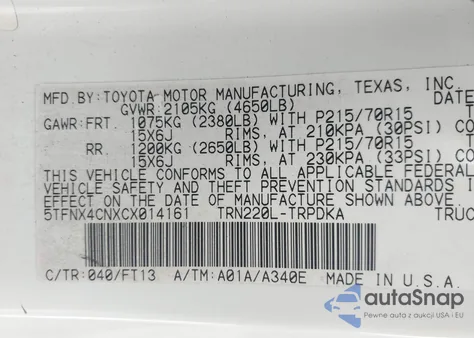 MFD.BY:TOYOTA MOTOR MANUFACTURING, TEXAS, INC. DATE
GVWR:2105KG (4650LB)
GAWR:FRT. 1075KG (2380LB) WITH P215/70R15
15X6J RIMS, AT 210KPA (30PSI) CO
RR. 1200KG (2650LB) WITH P215/70R15
15X6J RIMS, AT 230KPA (33PSI) CO
THIS VEHICLE CONFORMS TO ALL APPLICABLE FEDERAL
VEHICLE SAFETY AND THEFT PREVENTION STANDARDS I
EFFECT ON THE DATE OF MANUFACTURE SHOWN ABOVE.
5TFNX4CNXCX014161 TRN220L-TRPDKA TRUC
C/TR:040/FT13 A/TM:A01A/A340E MADE IN U.S.A.
autoSnap
Pewne auta z aukcji USA i EU